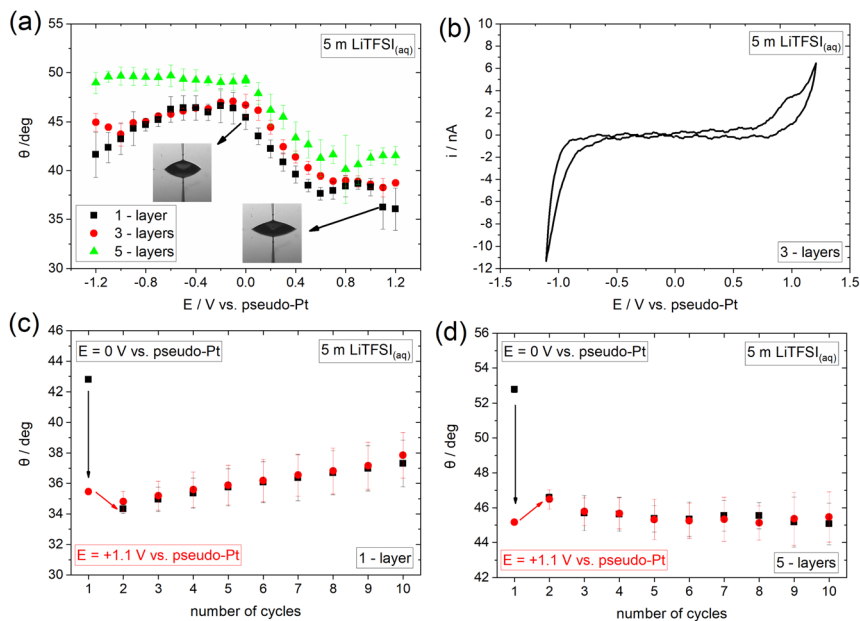 (a)
5 m LiTFSI(aq)
55
50
45
40
35
30
θ /deg
1 - layer
3 - layers
5 - layers
-1.2 -0.8 -0.4 0.0 0.4 0.8 1.2
E / V vs. pseudo-Pt
(b)
5 m LiTFSI(aq)
10
8
6
4
2
0
-2
-4
-6
-8
-10
-12
i / nA
3 - layers
-1.5 -1.0 -0.5 0.0 0.5 1.0 1.5
E / V vs. pseudo-Pt
(c)
E = 0 V vs. pseudo-Pt
5 m LiTFSI(aq)
46
44
42
40
38
36
34
32
30
θ / deg
E = +1.1 V vs. pseudo-Pt
1 - layer
1 2 3 4 5 6 7 8 9 10
number of cycles
(d)
E = 0 V vs. pseudo-Pt
5 m LiTFSI(aq)
56
54
52
50
48
46
44
42
θ / deg
E = +1.1 V vs. pseudo-Pt
5 - layers
1 2 3 4 5 6 7 8 9 10
number of cycles